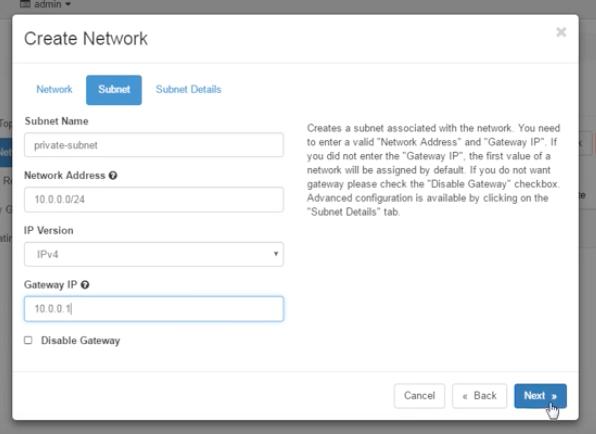 admin
Create Network
×
Network Subnet Subnet Details
Subnet Name
private-subnet
Network Address
10.0.0.0/24
IP Version
IPv4
Gateway IP
10.0.0.1
Disable Gateway
Creates a subnet associated with the network. You need
to enter a valid "Network Address" and "Gateway IP". If
you did not enter the "Gateway IP", the first value of a
network will be assigned by default. If you do not want
gateway please check the "Disable Gateway" checkbox.
Advanced configuration is available by clicking on the
"Subnet Details" tab.
Cancel « Back Next »